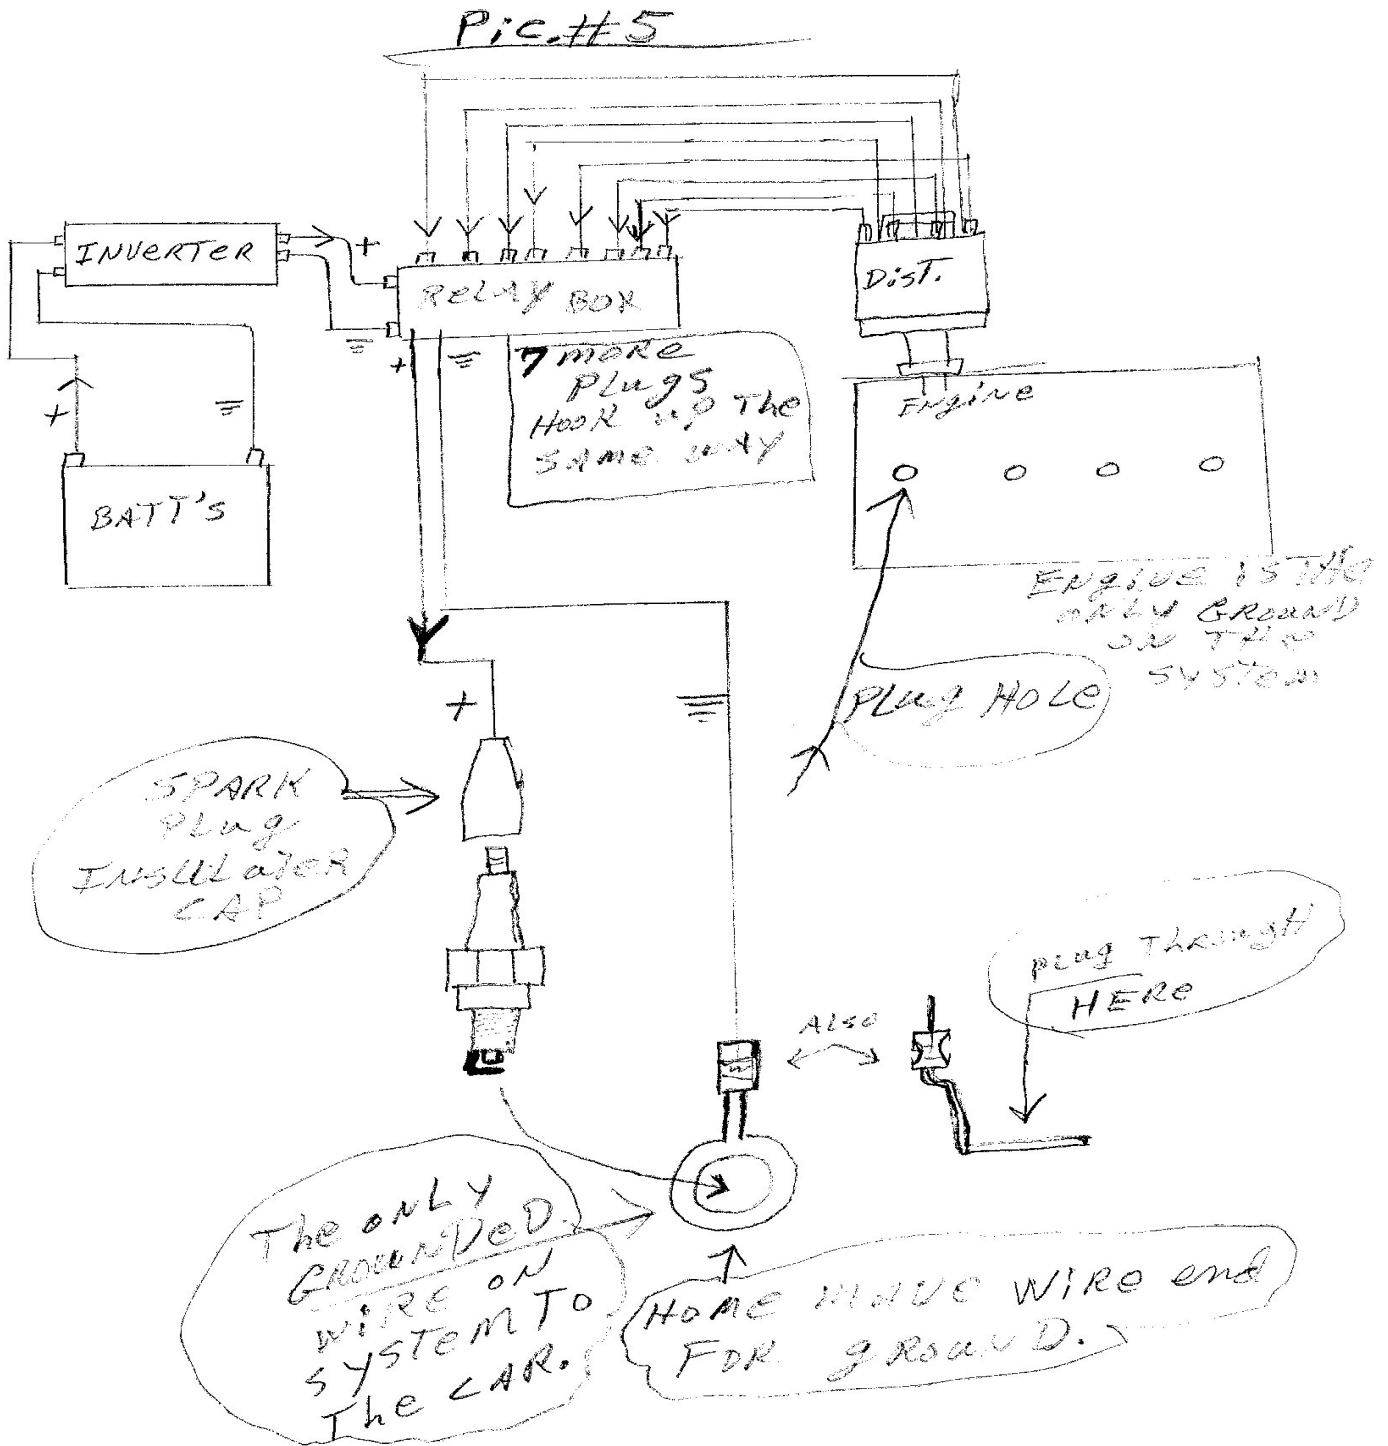 Pic.#5
INVERTER
+
RELAY BOX
DiST.
+
+
BATT'S
7 MORE
PLugS
HOOK UP The
SAME WAY
ENgiNe
ENgiNE iS THe
ONLY GROUND
ON THe
SYSTEM
PLug HOLe
+
SPARK
PLug
INSULaTeR
CAP
ALSO
PLug THROUgH
HERe
The ONLY
GROUNDeD
WiRE ON
SYSTEM TO
The CAR.
HOME MADE WiRe end
FOR gROUND.